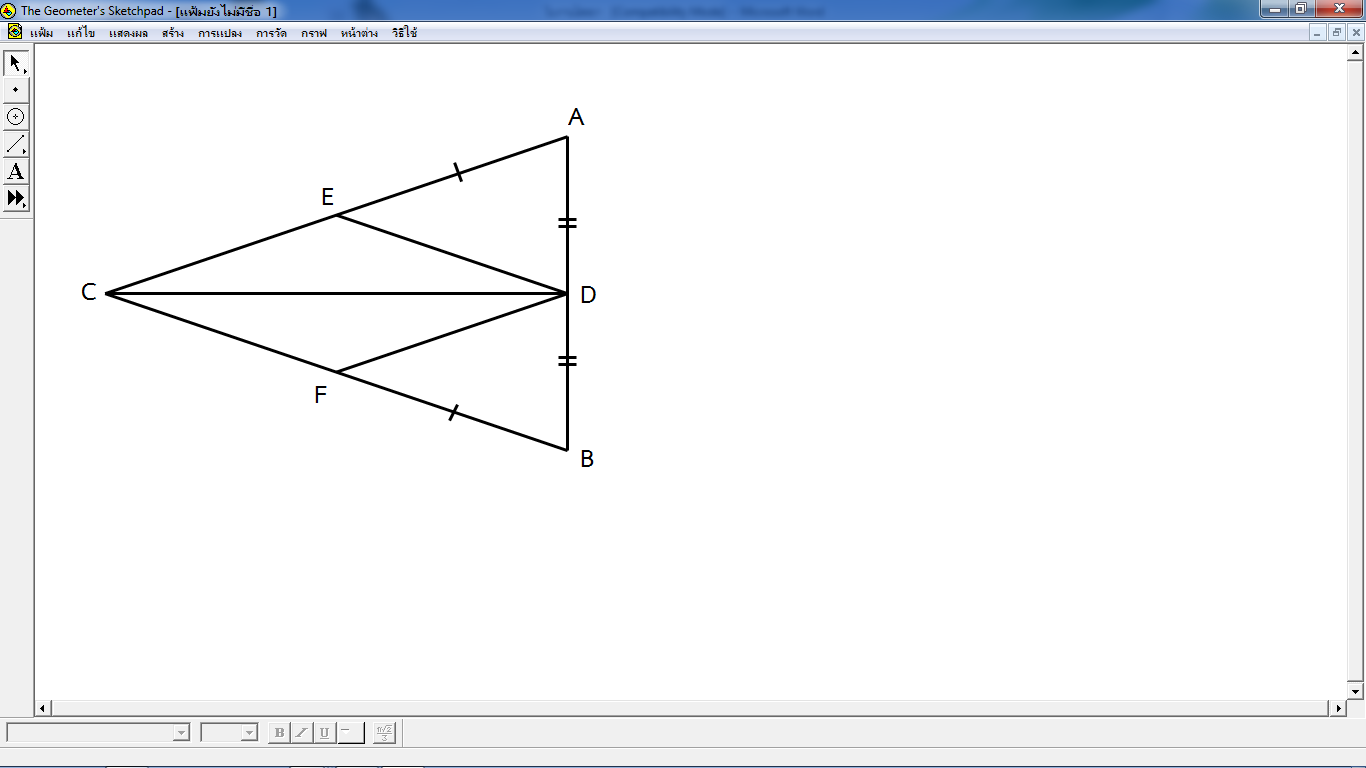 The Geometer's Sketchpad - [แฟ้มยังไม่มีชื่อ 1]
แฟ้ม แก้ไข แสดงผล สร้าง การแปลง การวัด กราฟ หน้าต่าง วิธีใช้
A
A
E
C
D
F
B
B I U